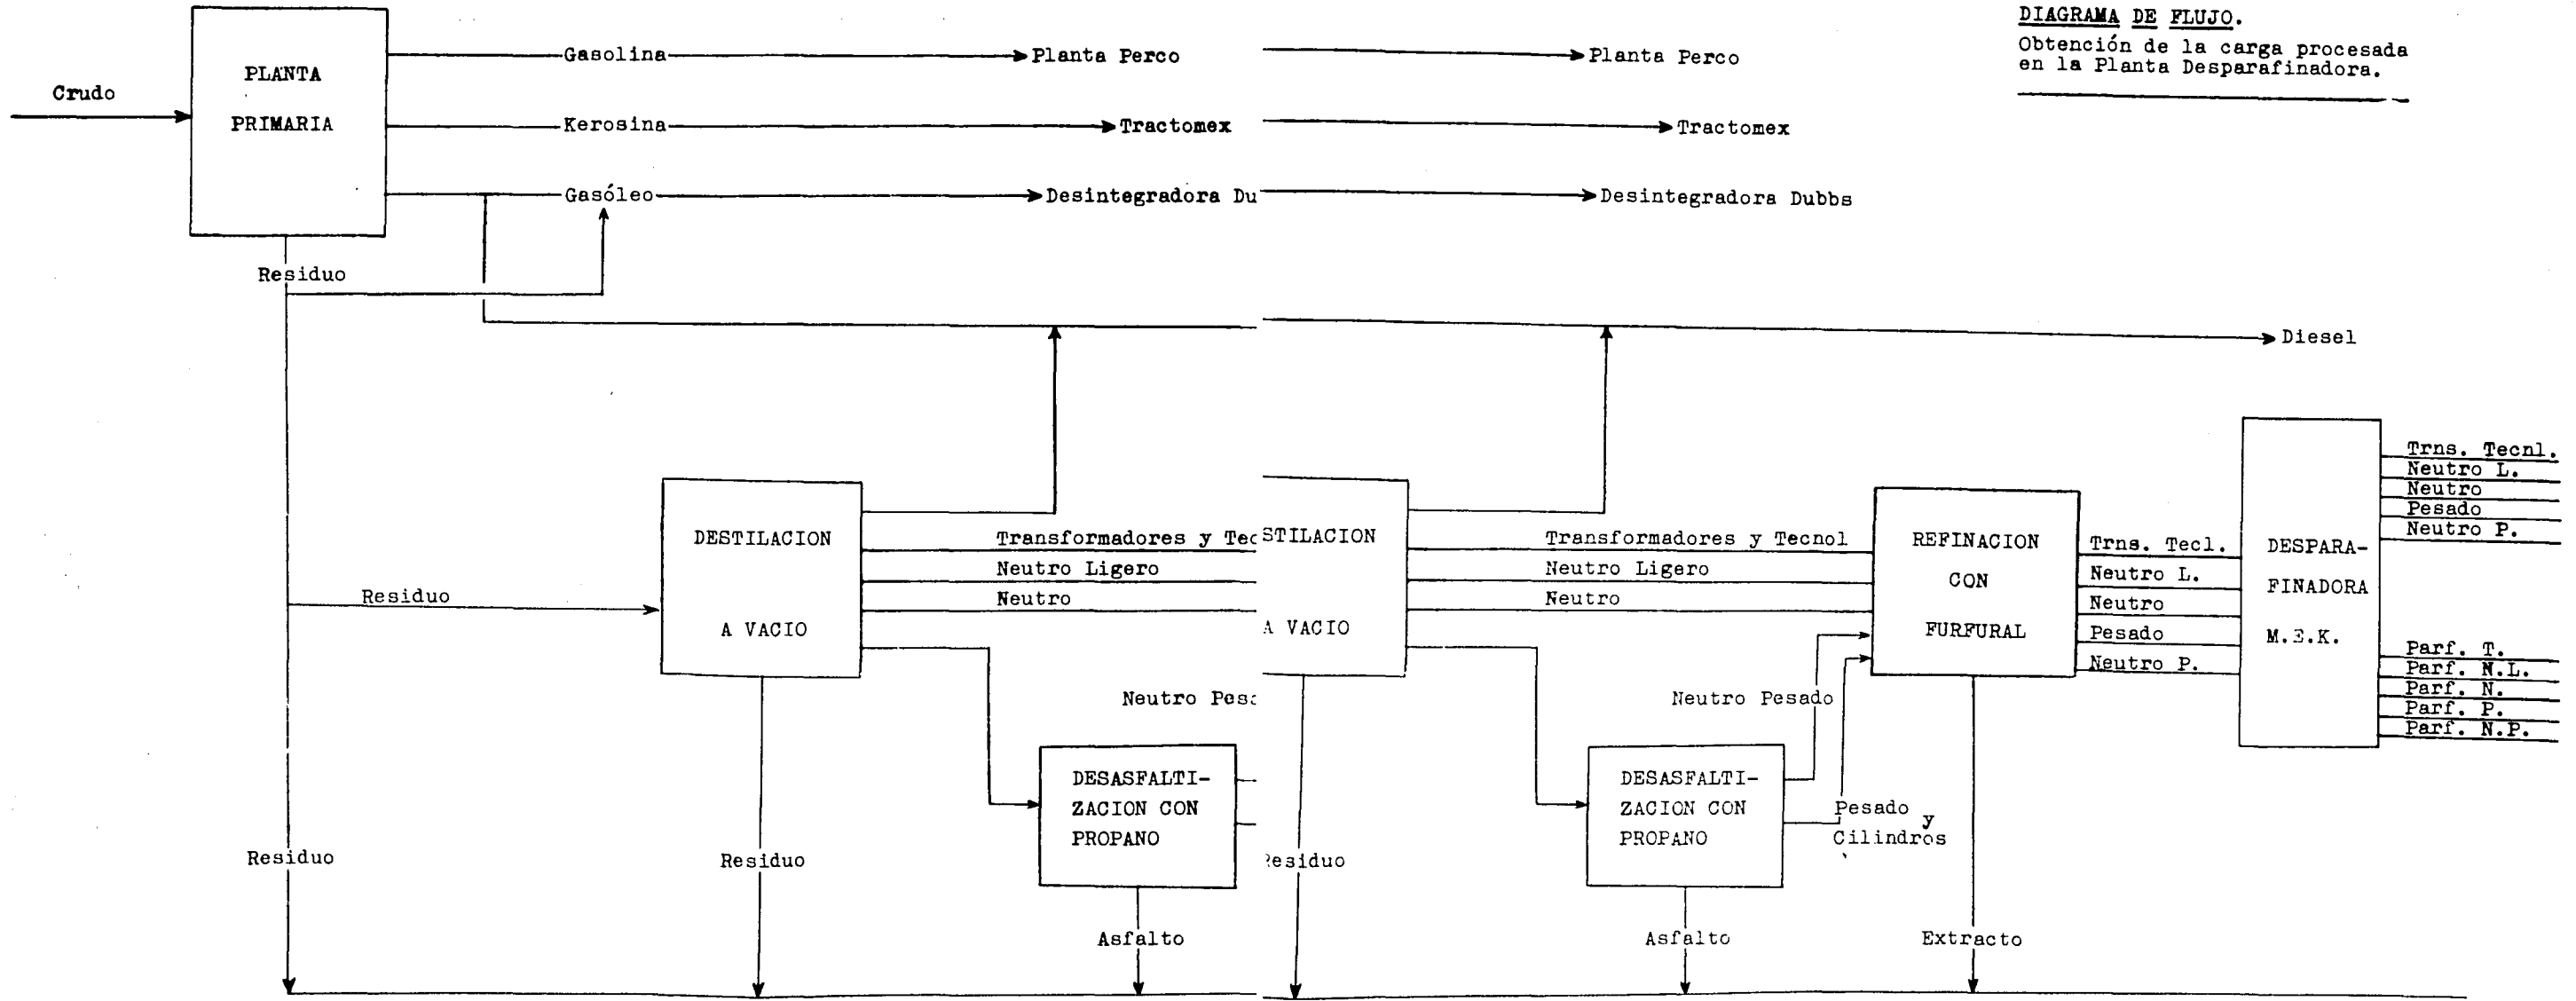 DIAGRAMA DE FLUJO.
Obtención de la carga procesada
en la Planta Desparafinadora.
Crudo
PLANTA
PRIMARIA
Gasolina
Planta Perco
Planta Perco
Kerosina
Tractomex
Tractomex
Gasóleo
Desintegradora Du
Desintegradora Dubbs
Residuo
Diesel
Residuo
DESTILACION
A VACIO
Transformadores y Tec
Neutro Ligero
Neutro
Neutro Pesa
DESASFALTI-
ZACION CON
PROPANO
Residuo
Residuo
Asfalto
STILACION
A VACIO
Transformadores y Tecnol
Neutro Ligero
Neutro
Neutro Pesado
DESASFALTI-
ZACION CON
PROPANO
Pesado
y
Cilindros
Residuo
Asfalto
REFINACION
CON
FURFURAL
Extracto
Trns. Tecl.
Neutro L.
Neutro
Pesado
Neutro P.
DESPARA-
FINADORA
M.E.K.
Trns. Tecnl.
Neutro L.
Neutro
Pesado
Neutro P.
Parf. T.
Parf. N.L.
Parf. N.
Parf. P.
Parf. N.P.